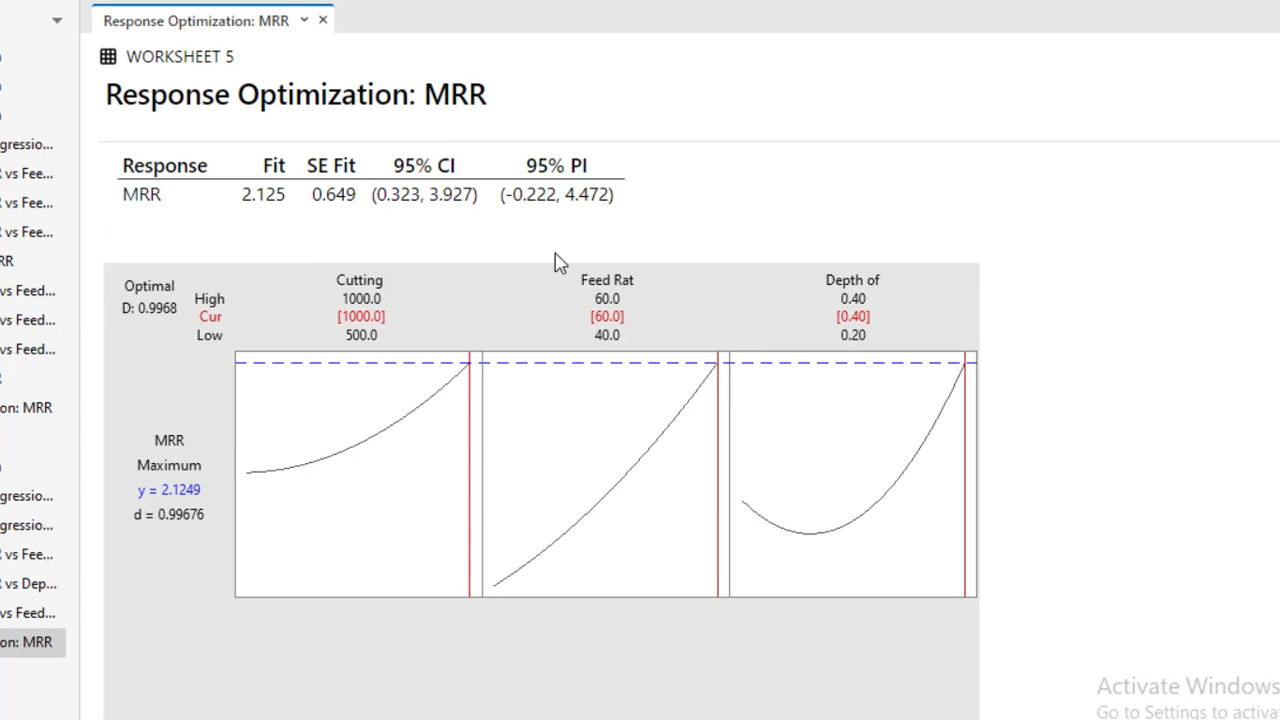 Response Optimization: MRR
WORKSHEET 5
Response Optimization: MRR
Response Fit SE Fit 95% CI 95% PI
MRR 2.125 0.649 (0.323, 3.927) (-0.222, 4.472)
Optimal
D: 0.9968
High
Cur
Low
Cutting
1000.0
[1000.0]
500.0
Feed Rat
60.0
[60.0]
40.0
Depth of
0.40
[0.40]
0.20
MRR
Maximum
y = 2.1249
d = 0.99676
gressio...
vs Fee...
vs Fee...
vs Fee...
RR
vs Feed...
vs Feed...
vs Feed...
on: MRR
gressio...
gressio...
vs Fee...
vs Dep...
vs Feed...
on: MRR
Activate Windows
Go to Settings to activa